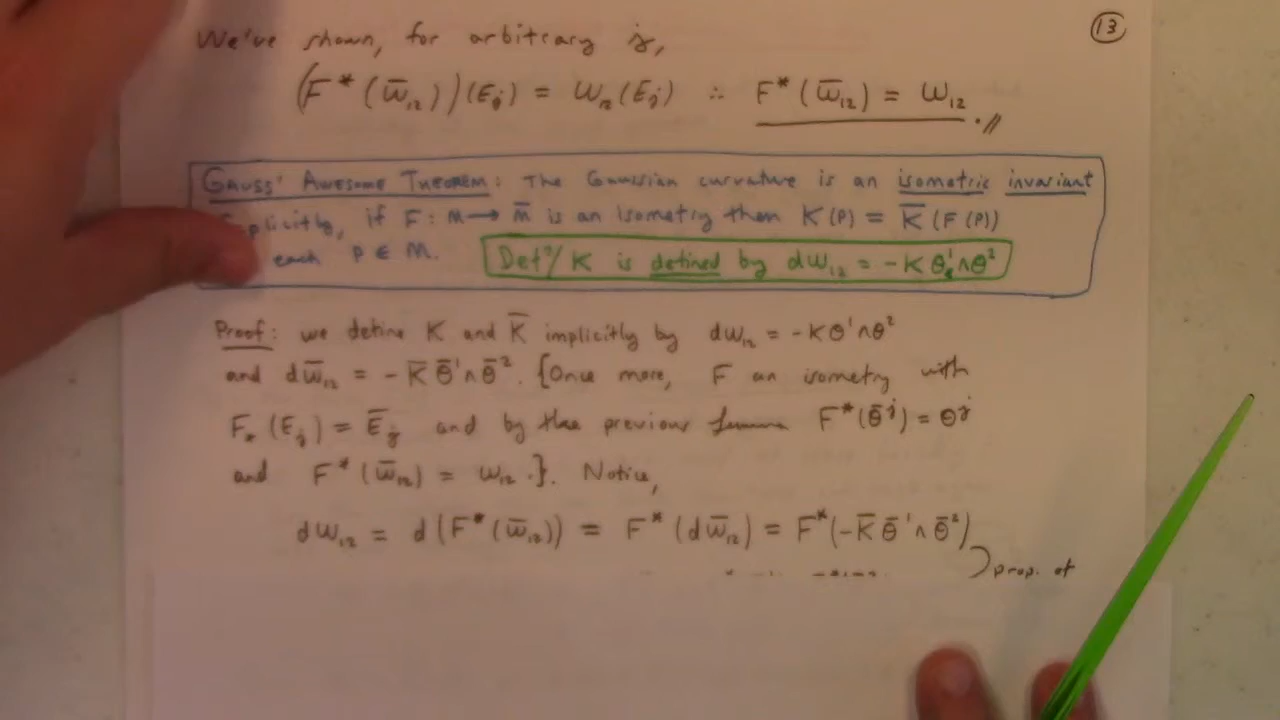 13
We've shown, for arbitrary j,
(F*(ω̄₁₂))(Eⱼ) = ω₁₂(Eⱼ) ∴ F*(ω̄₁₂) = ω₁₂ .//
Gauss' Awesome Theorem: The Gaussian curvature is an isometric invariant
if F: M → M̄ is an isometry then K(P) = K̄(F(P))
each P ∈ M. Defⁿ/ K is defined by dω₁₂ = -K θ¹∧θ²
Proof: we define K and K̄ implicitly by dω₁₂ = -Kθ¹∧θ²
and dω̄₁₂ = -K̄ θ̄¹∧θ̄². {Once more, F an isometry with
F⁎(Eⱼ) = Ēⱼ and by the previous lemma F*(θ̄ʲ) = θʲ
and F*(ω̄₁₂) = ω₁₂.}. Notice,
dω₁₂ = d(F*(ω̄₁₂)) = F*(dω̄₁₂) = F*(-K̄ θ̄¹∧θ̄²)
prop. of